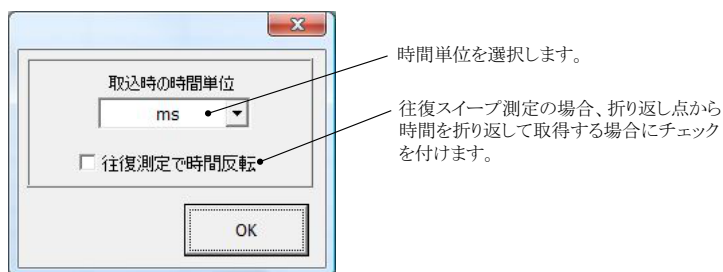 取込時の時間単位
ms
往復測定で時間反転
OK
時間単位を選択します。
往復スイープ測定の場合、折り返し点から
時間を折り返して取得する場合にチェック
を付けます。